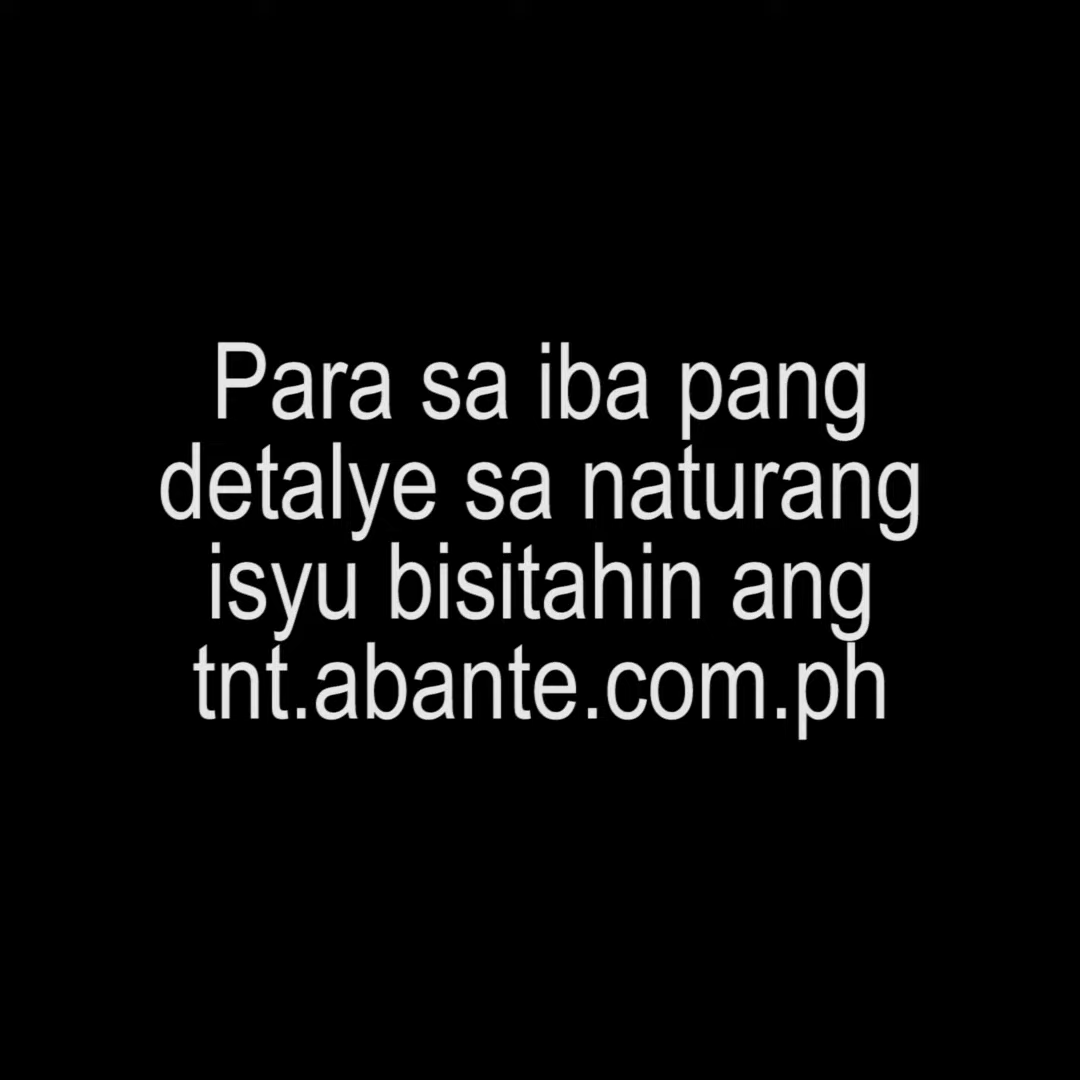 Para sa iba pang
detalye sa naturang
isyu bisitahin ang
tnt.abante.com.ph